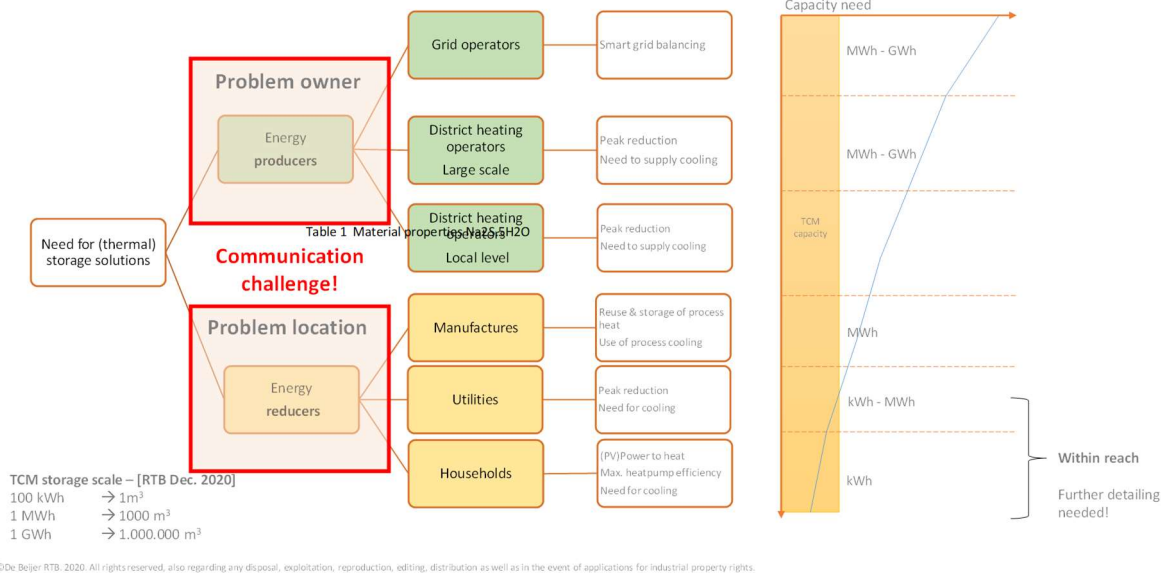 Capacity need
Grid operators
Smart grid balancing
MWh - GWh
Problem owner
Energy
producers
District heating
operators
Large scale
Peak reduction
Need to supply cooling
MWh - GWh
District heating
operators
Local level
Peak reduction
Need to supply cooling
TCM
capacity
Table 1 Material properties Na2S.5H2O
Need for (thermal)
storage solutions
Communication
challenge!
Problem location
Manufactures
Reuse & storage of process
heat
Use of process cooling
MWh
Energy
reducers
Utilities
Peak reduction
Need for cooling
kWh - MWh
Households
(PV)Power to heat
Max. heatpump efficiency
Need for cooling
kWh
Within reach
Further detailing
needed!
TCM storage scale – [RTB Dec. 2020]
100 kWh → 1m³
1 MWh → 1000 m³
1 GWh → 1.000.000 m³
©De Beijer RTB. 2020. All rights reserved, also regarding any disposal, exploitation, reproduction, editing, distribution as well as in the event of applications for industrial property rights.